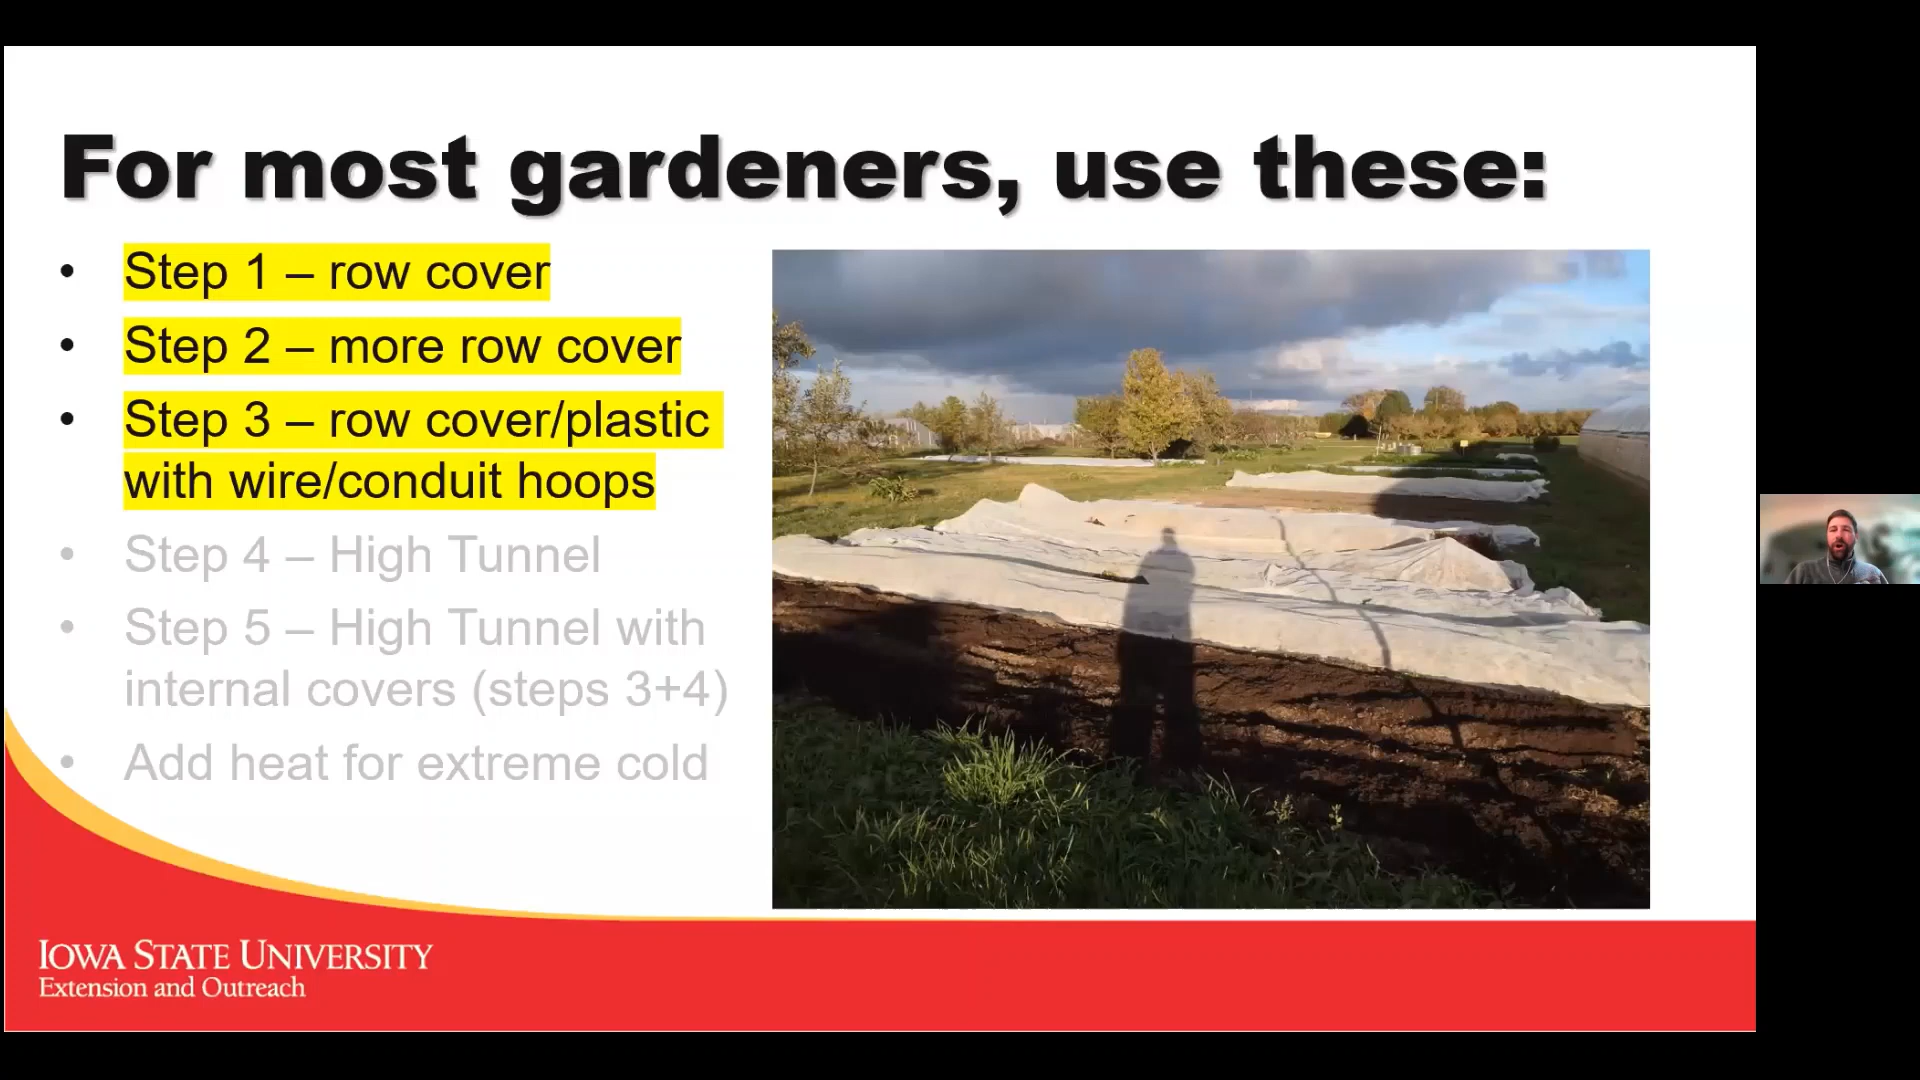 For most gardeners, use these:
• Step 1 – row cover
• Step 2 – more row cover
• Step 3 – row cover/plastic
with wire/conduit hoops
• Step 4 – High Tunnel
• Step 5 – High Tunnel with
internal covers (steps 3+4)
• Add heat for extreme cold
IOWA STATE UNIVERSITY
Extension and Outreach